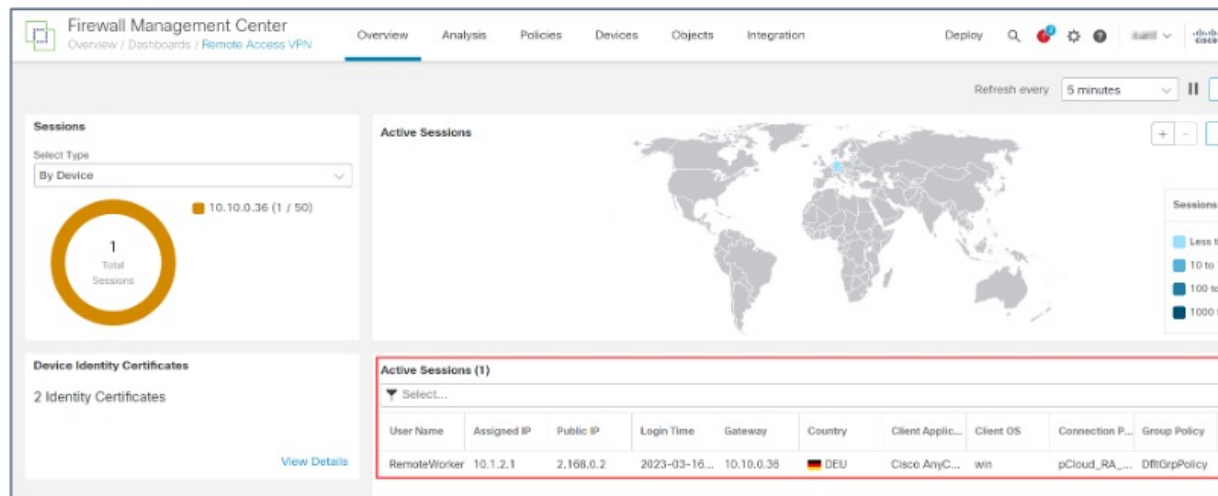 Firewall Management Center
Overview / Dashboards / Remote Access VPN
Overview Analysis Policies Devices Objects Integration Deploy
Refresh every 5 minutes
Sessions
Select Type
By Device
10.10.0.36 (1 / 50)
1
Total
Sessions
Active Sessions
+ -
Sessions
Less t
10 to
100 to
1000
Device Identity Certificates
2 Identity Certificates
View Details
Active Sessions (1)
Select...
User Name Assigned IP Public IP Login Time Gateway Country Client Applic... Client OS Connection P... Group Policy
RemoteWorker 10.1.2.1 2.168.0.2 2023-03-16... 10.10.0.36 DEU Cisco AnyC... win pCloud_RA_... DfltGrpPolicy